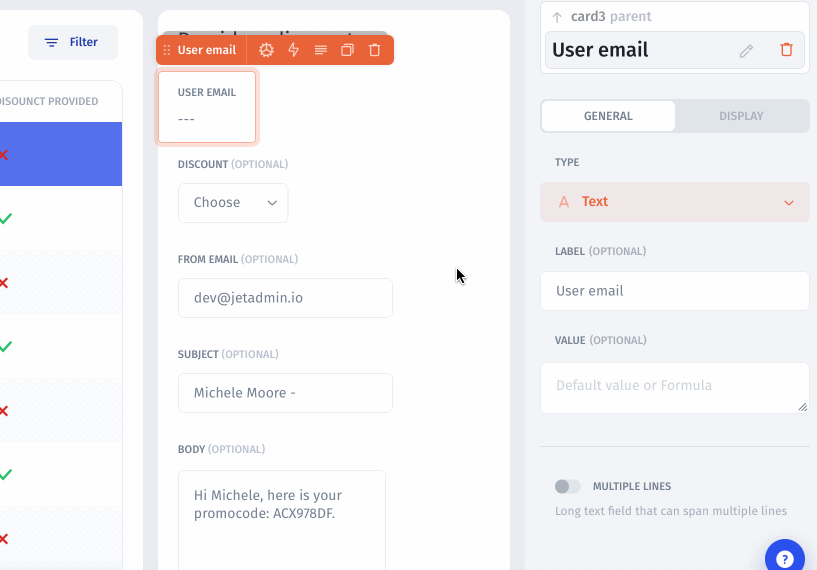 Filter
DISOUNCT PROVIDED
User email
USER EMAIL
---
DISCOUNT (OPTIONAL)
Choose
FROM EMAIL (OPTIONAL)
dev@jetadmin.io
SUBJECT (OPTIONAL)
Michele Moore -
BODY (OPTIONAL)
Hi Michele, here is your
promocode: ACX978DF.
card3 parent
User email
GENERAL
DISPLAY
TYPE
A Text
LABEL (OPTIONAL)
User email
VALUE (OPTIONAL)
Default value or Formula
MULTIPLE LINES
Long text field that can span multiple lines
?